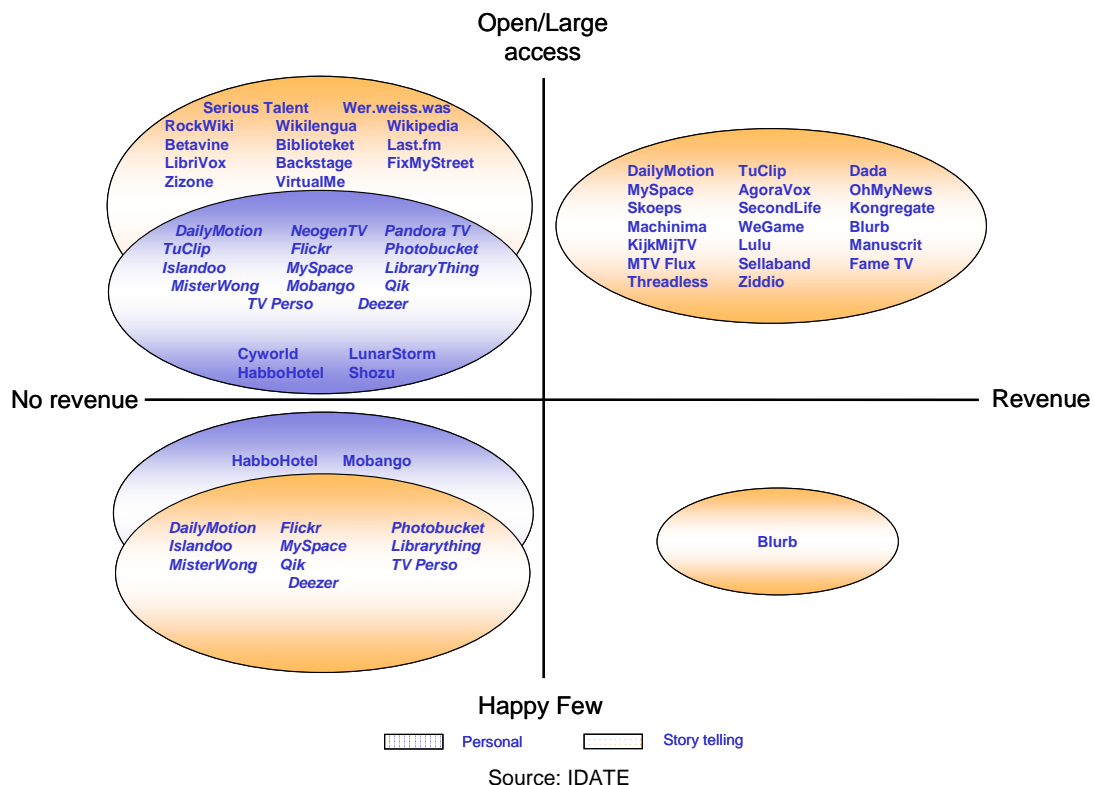 Open/Large
access
Serious Talent Wer.weiss.was
RockWiki Wikilengua Wikipedia
Betavine Biblioteket Last.fm
LibriVox Backstage FixMyStreet
Zizone VirtualMe
DailyMotion NeogenTV Pandora TV
TuClip Flickr Photobucket
Islandoo MySpace LibraryThing
MisterWong Mobango Qik
TV Perso Deezer
Cyworld LunarStorm
HabboHotel Shozu
DailyMotion TuClip Dada
MySpace AgoraVox OhMyNews
Skoeps SecondLife Kongregate
Machinima WeGame Blurb
KijkMijTV Lulu Manuscrit
MTV Flux Sellaband Fame TV
Threadless Ziddio
No revenue
Revenue
HabboHotel Mobango
DailyMotion Flickr Photobucket
Islandoo MySpace Librarything
MisterWong Qik TV Perso
Deezer
Blurb
Happy Few
Personal Story telling
Source: IDATE